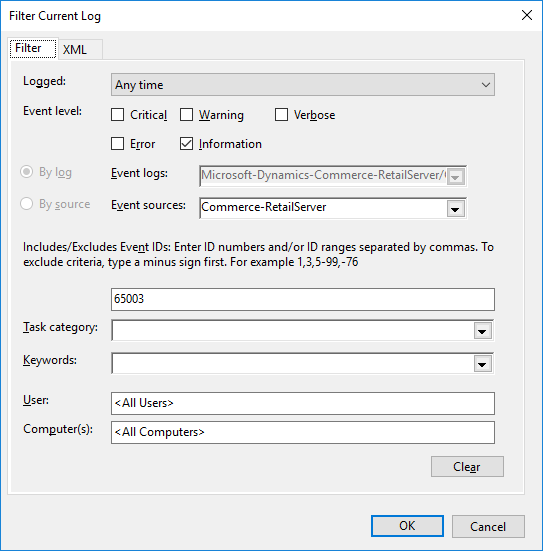 Filter Current Log
Filter XML
Logged: Any time
Event level: Critical Warning Verbose
Error Information
By log Event logs: Microsoft-Dynamics-Commerce-RetailServer/
By source Event sources: Commerce-RetailServer
Includes/Excludes Event IDs: Enter ID numbers and/or ID ranges separated by commas. To
exclude criteria, type a minus sign first. For example 1,3,5-99,-76
65003
Task category:
Keywords:
User: <All Users>
Computer(s): <All Computers>
Clear
OK Cancel